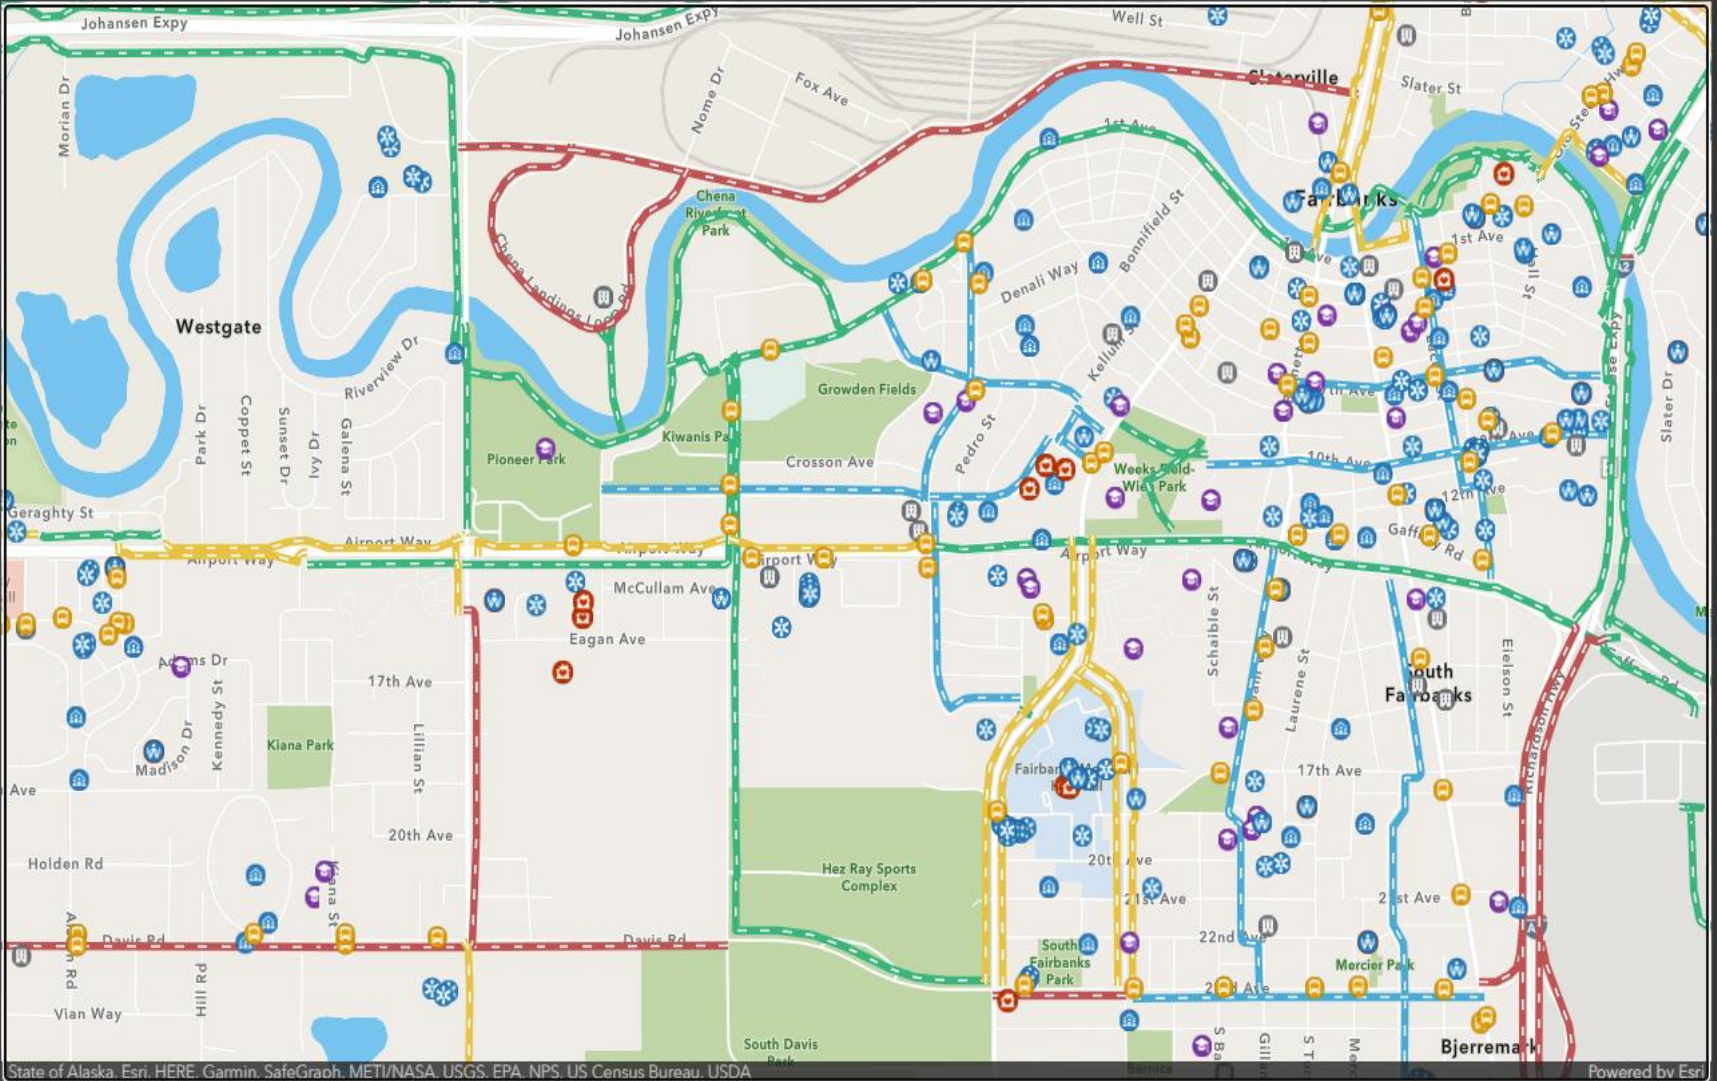 Johansen Expy
Johansen Expy
Well St
Morian Dr
Nome Dr
Fox Ave
Slaterville
Slater St
1st Ave
Chena
Riverfront
Park
Fairbanks
1st Ave
Bonnifield St
Denali Way
Chena Landings Loop Rd
Westgate
Riverview Dr
Growden Fields
Slater Dr
Park Dr
Coppet St
Sunset Dr
Ivy Dr
Galena St
Pioneer Park
Kiwanis Park
Crosson Ave
Pedro St
Weeks Field-
Wien Park
10th Ave
12th Ave
Geraghty St
Airport Way
Airport Way
Airport Way
Airport Way
Airport Way
Gaffney Rd
McCullam Ave
Eagan Ave
Adams Dr
17th Ave
Kennedy St
Madison Dr
Kiana Park
Lillian St
Schaible St
Laurene St
South
Fairbanks
Eielson St
Richardson Hwy
Gaffney Rd
17th Ave
Ave
20th Ave
Holden Rd
Kiana St
Hez Ray Sports
Complex
20th Ave
21st Ave
21st Ave
22nd Ave
Davis Rd
Davis Rd
South
Fairbanks
Park
Mercier Park
Hill Rd
Vian Way
South Davis
Park
Bernice
Bjerremark
State of Alaska, Esri, HERE, Garmin, SafeGraph, METI/NASA, USGS, EPA, NPS, US Census Bureau, USDA
Powered by Esri